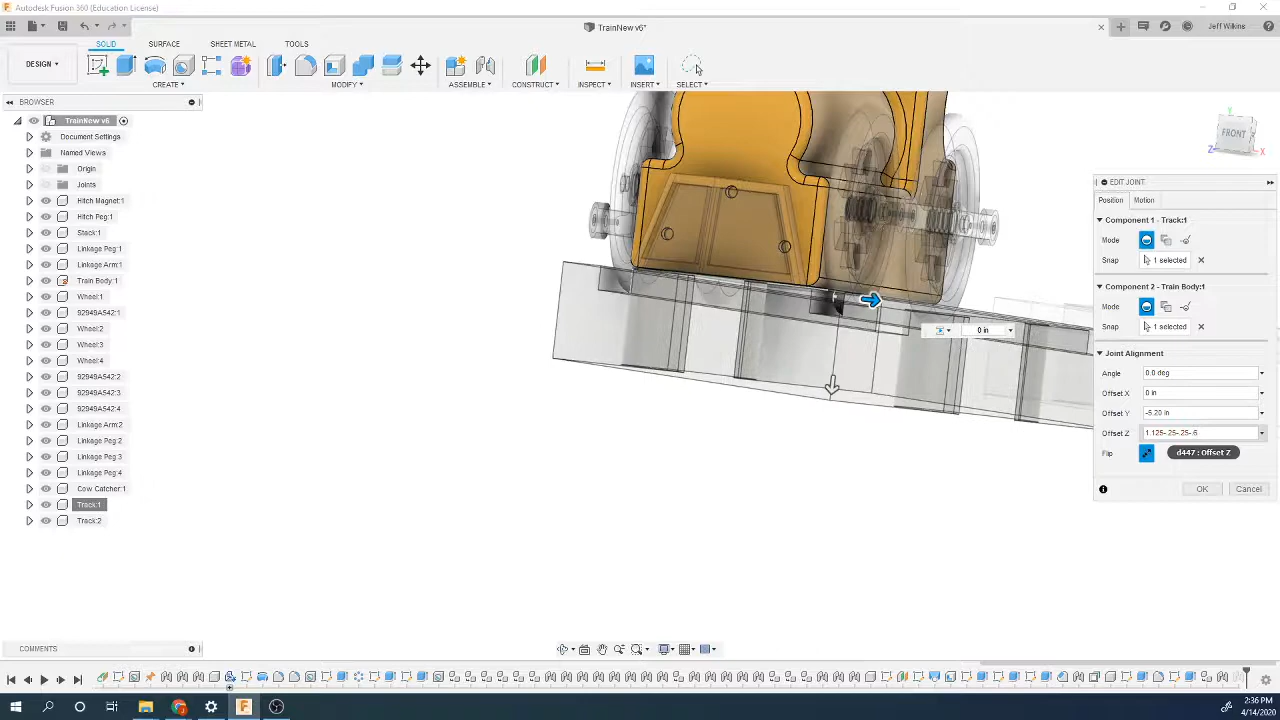 Autodesk Fusion 360 (Education License)
TrainNew v6*
Jeff Wilkins
SOLID SURFACE SHEET METAL TOOLS
DESIGN
CREATE MODIFY ASSEMBLE CONSTRUCT INSPECT INSERT SELECT
BROWSER
TrainNew v6
Document Settings
Named Views
Origin
Joints
Hitch Magnet:1
Hitch Peg:1
Stack:1
Linkage Peg:1
Linkage Arm:1
Train Body:1
Wheel:1
92949A542:1
Wheel:2
Wheel:3
Wheel:4
92949A542:2
92949A542:3
92949A542:4
Linkage Arm:2
Linkage Peg:2
Linkage Peg:3
Linkage Peg:4
Cow Catcher:1
Track:1
Track:2
FRONT
Y
Z
X
0 in
EDIT JOINT
Position Motion
Component 1 - Track:1
Mode
Snap 1 selected
Component 2 - Train Body:1
Mode
Snap 1 selected
Joint Alignment
Angle 0.0 deg
Offset X 0 in
Offset Y -5.20 in
Offset Z 1.125-.25-.25-.6
Flip
d447 : Offset Z
OK Cancel
COMMENTS
2:36 PM
4/14/2020